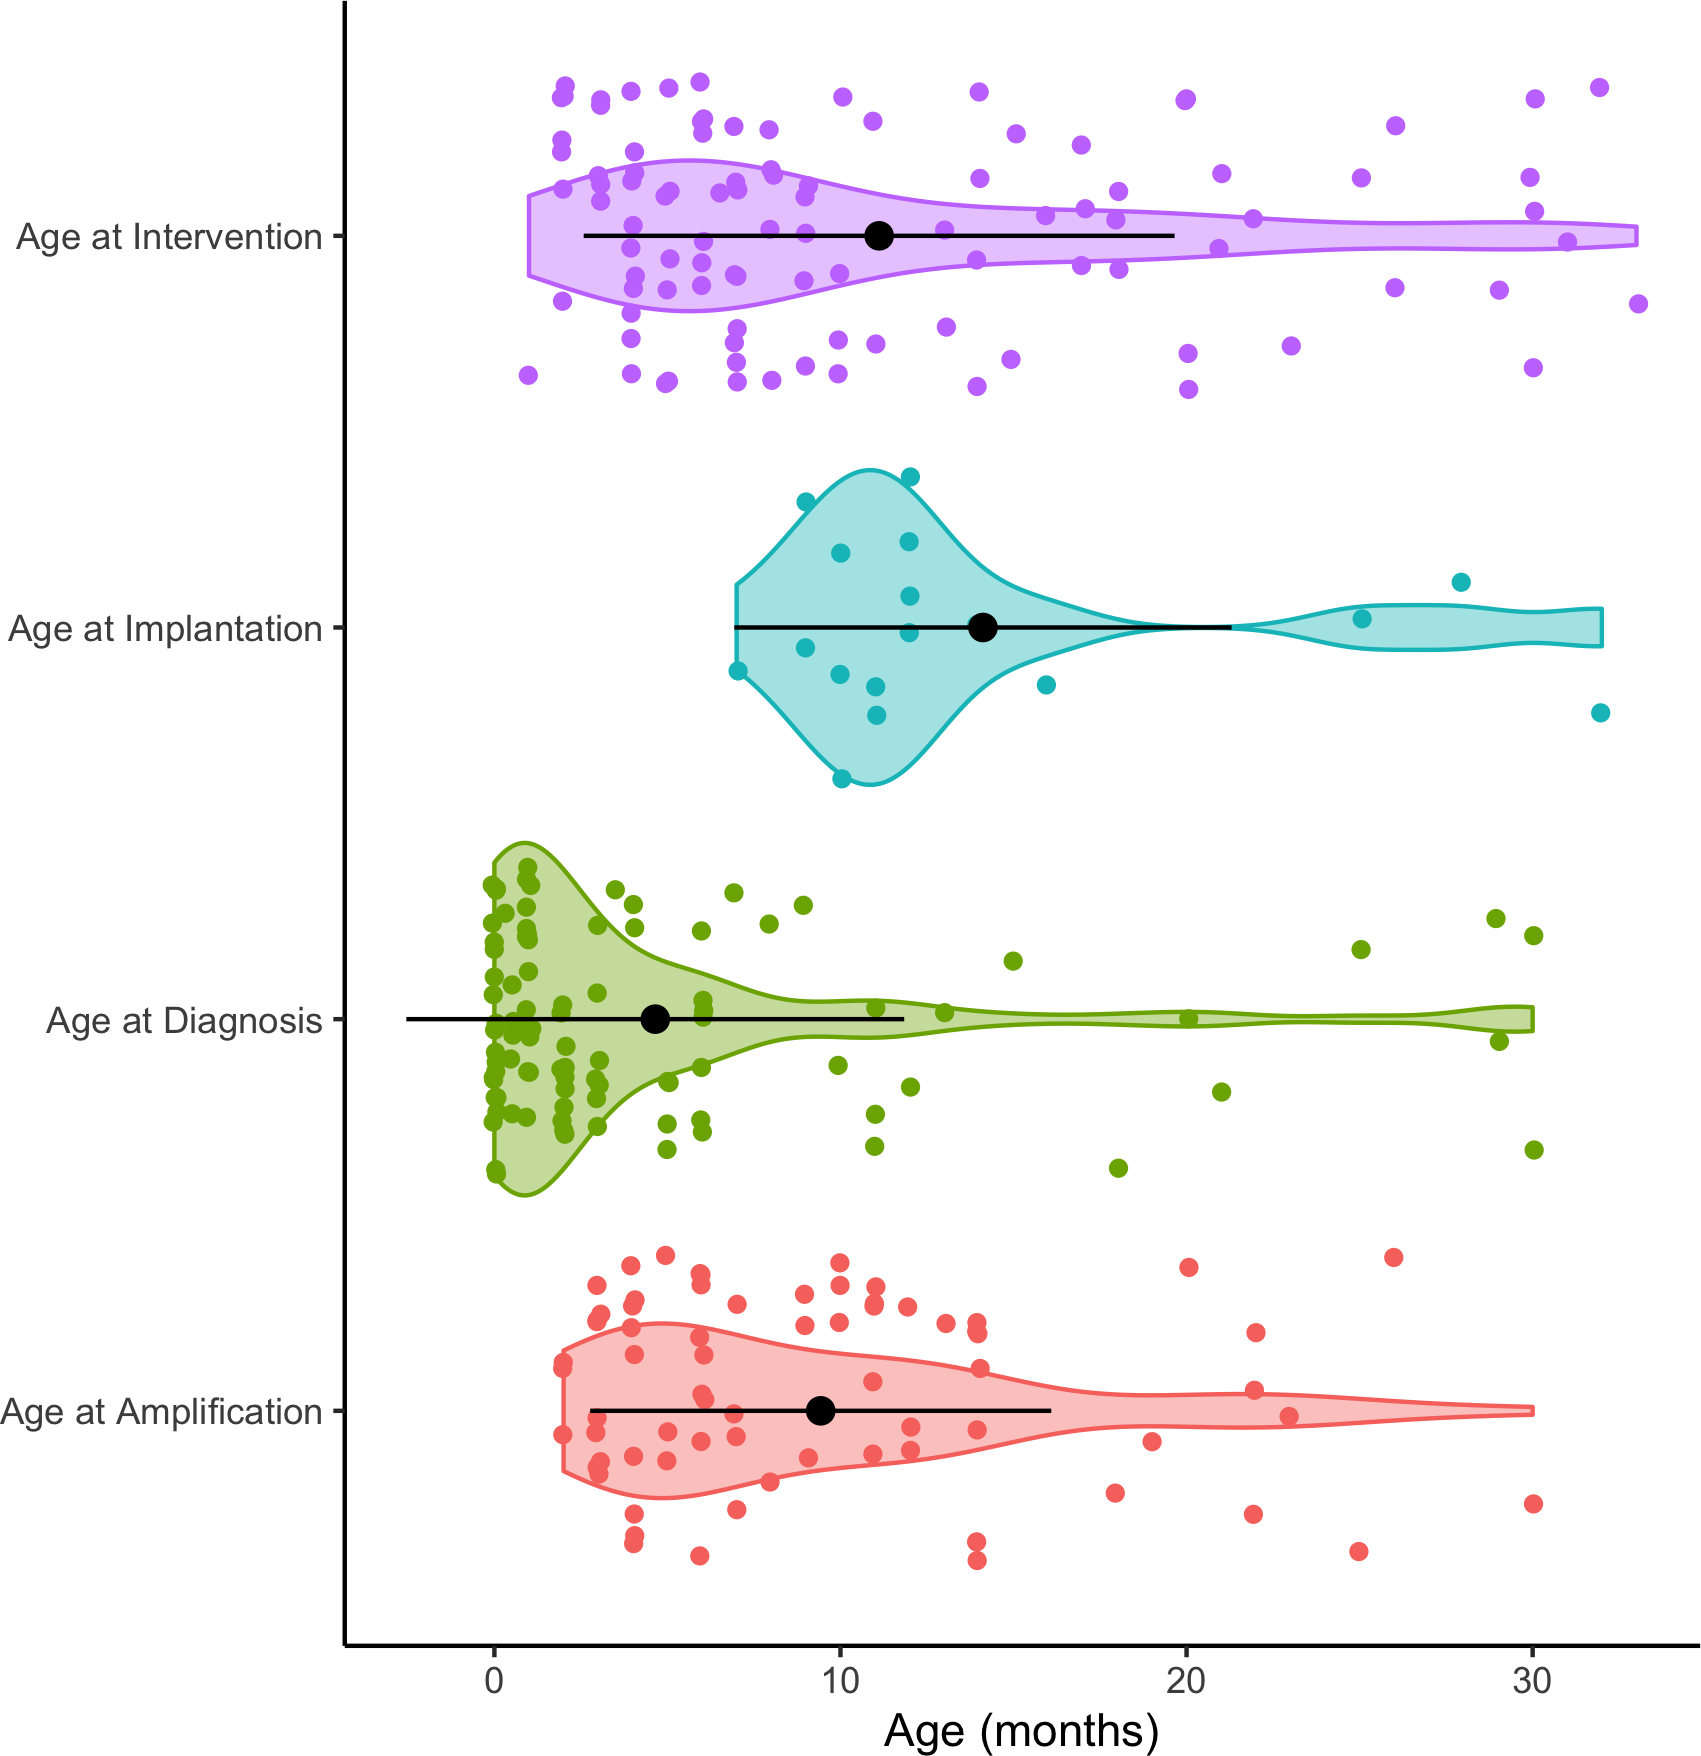 Age at Intervention
Age at Implantation
Age at Diagnosis
Age at Amplification
0 10 20 30
Age (months)